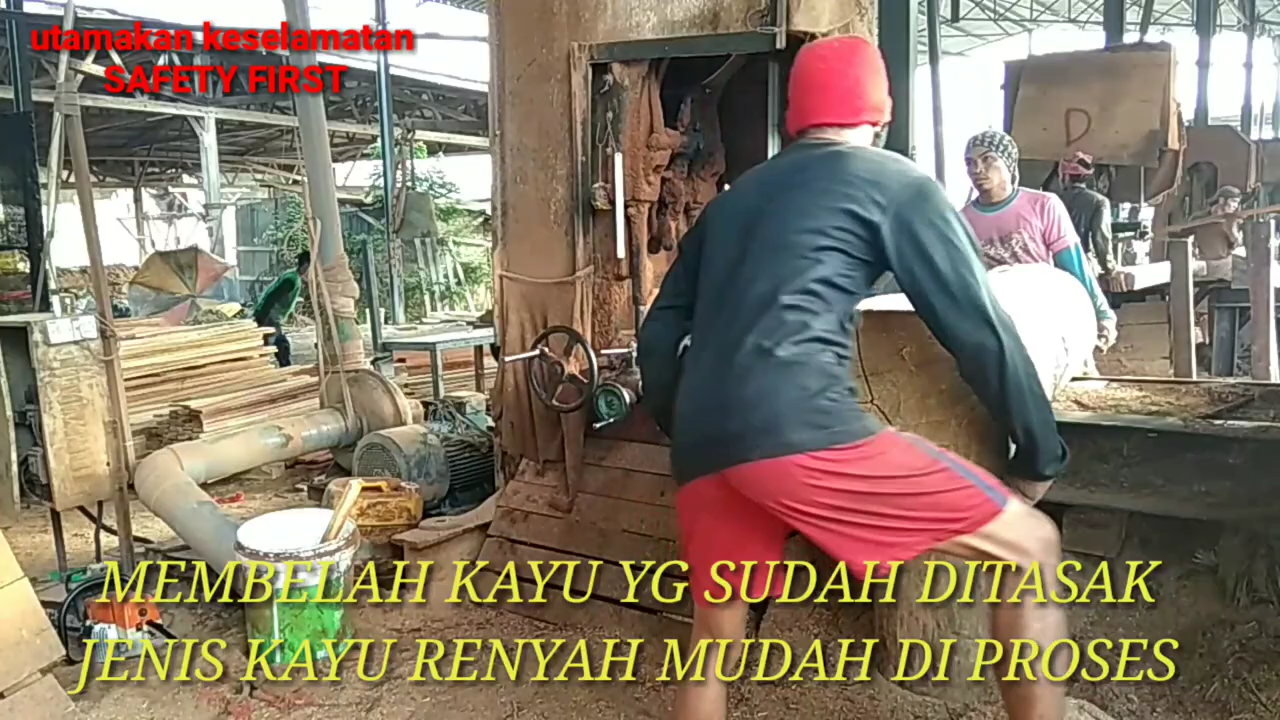 utamakan keselamatan
SAFETY FIRST
D
MEMBELAH KAYU YG SUDAH DITASAK
JENIS KAYU RENYAH MUDAH DI PROSES